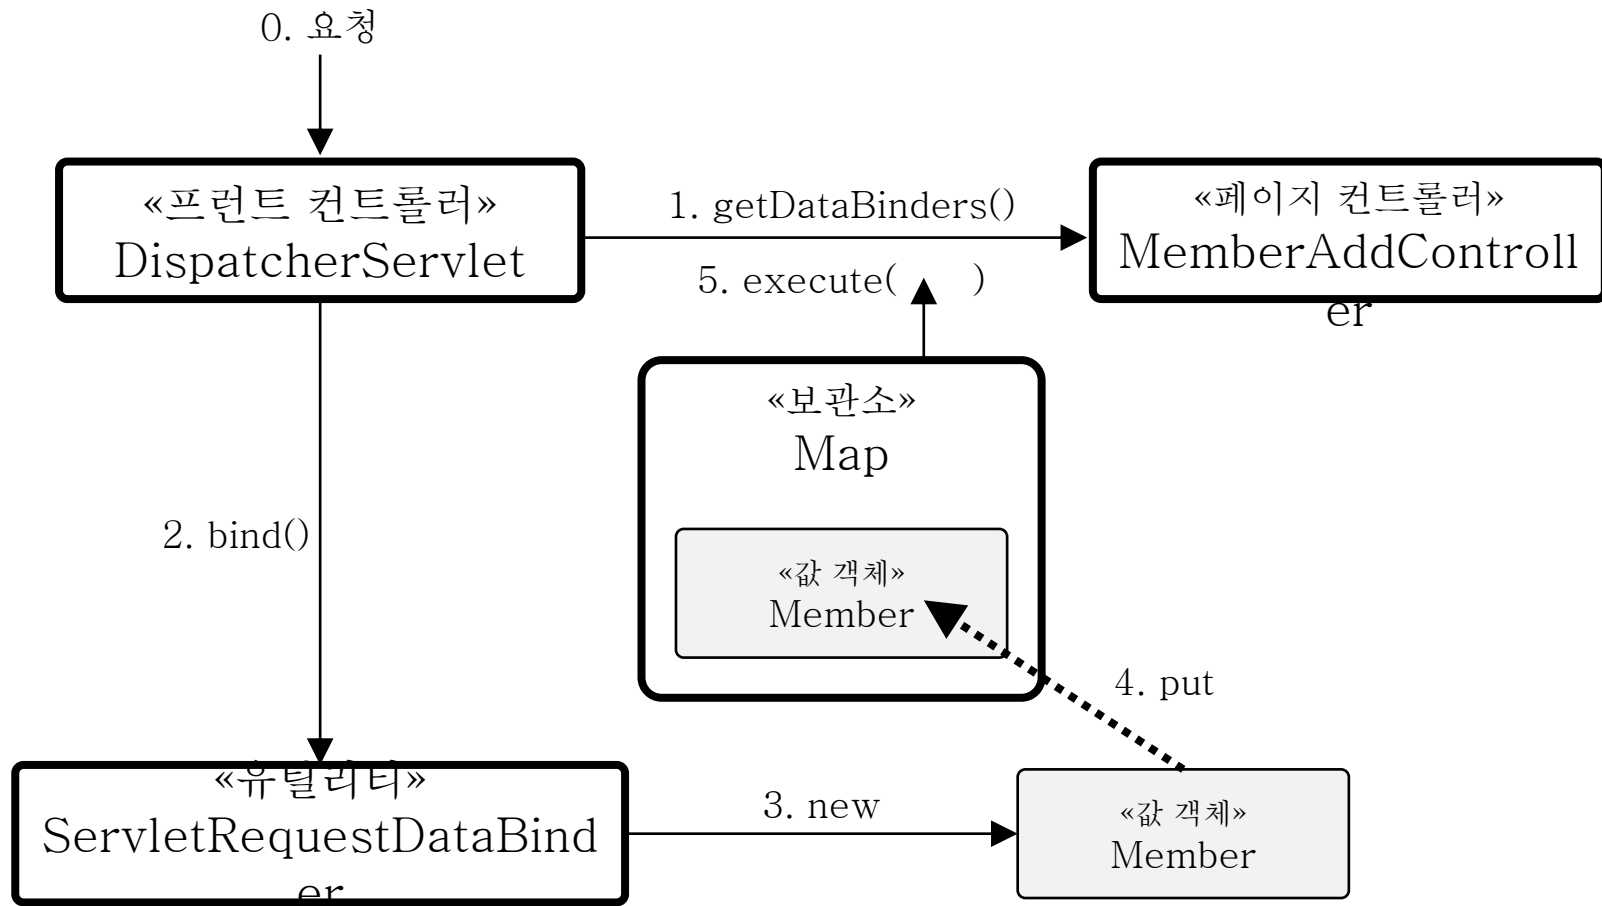 0. 요청
«프런트 컨트롤러»
DispatcherServlet
1. getDataBinders()
5. execute( )
«페이지 컨트롤러»
MemberAddControll
er
«보관소»
Map
«값 객체»
Member
2. bind()
4. put
«유틸리티»
ServletRequestDataBind
er
3. new
«값 객체»
Member